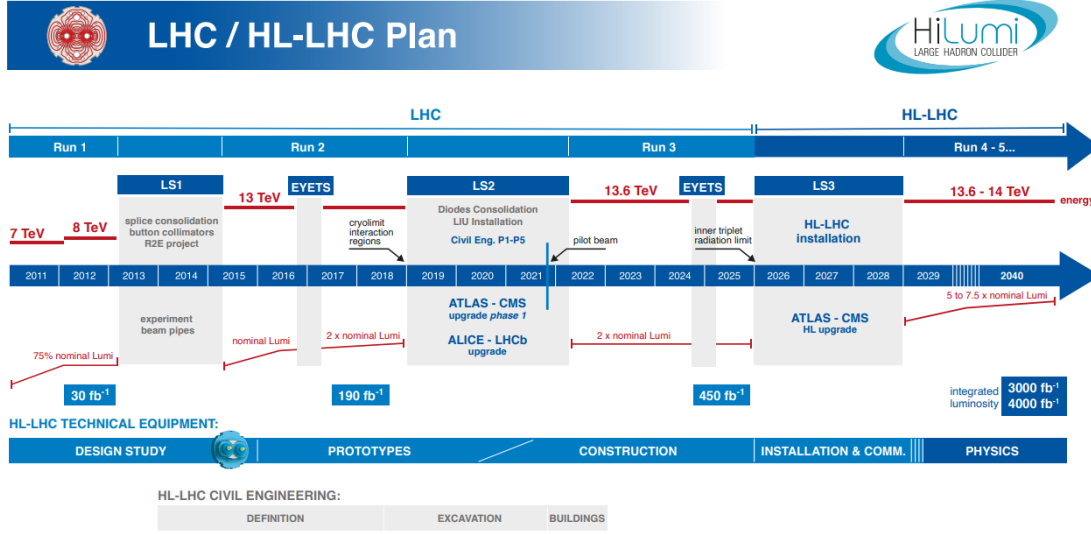 LHC / HL-LHC Plan
HiLumi
LARGE HADRON COLLIDER
LHC
HL-LHC
Run 1
Run 2
Run 3
Run 4 - 5...
LS1
EYETS
LS2
EYETS
LS3
7 TeV
8 TeV
13 TeV
13.6 TeV
13.6 - 14 TeV
energy
splice consolidation
button collimators
R2E project
cryolimit
interaction
regions
Diodes Consolidation
LIU Installation
Civil Eng. P1-P5
pilot beam
inner triplet
radiation limit
HL-LHC
installation
2011 2012 2013 2014 2015 2016 2017 2018 2019 2020 2021 2022 2023 2024 2025 2026 2027 2028 2029 2040
experiment
beam pipes
ATLAS - CMS
upgrade phase 1
ALICE - LHCb
upgrade
ATLAS - CMS
HL upgrade
75% nominal Lumi
nominal Lumi
2 x nominal Lumi
2 x nominal Lumi
5 to 7.5 x nominal Lumi
30 fb⁻¹
190 fb⁻¹
450 fb⁻¹
integrated
luminosity
3000 fb⁻¹
4000 fb⁻¹
HL-LHC TECHNICAL EQUIPMENT:
DESIGN STUDY
PROTOTYPES
CONSTRUCTION
INSTALLATION & COMM.
PHYSICS
HL-LHC CIVIL ENGINEERING:
DEFINITION
EXCAVATION
BUILDINGS